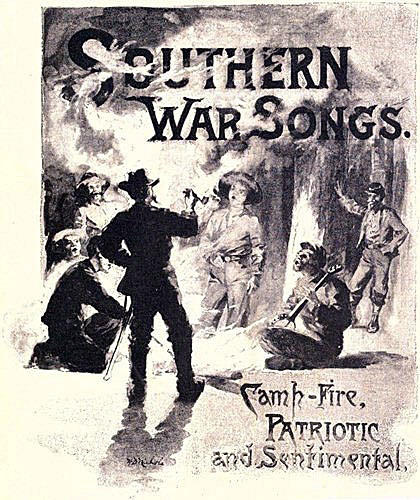 SOUTHERN
WAR SONGS.
Camp-Fire,
PATRIOTIC
and Sentimental.